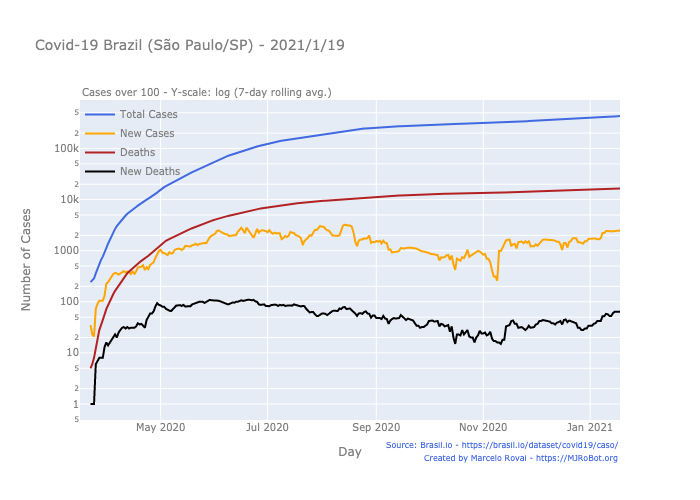 Covid-19 Brazil (São Paulo/SP) - 2021/1/19
Cases over 100 - Y-scale: log (7-day rolling avg.)
Total Cases
New Cases
Deaths
New Deaths
5
2
100k
5
2
10k
5
2
1000
5
2
100
5
2
10
5
2
1
5
Number of Cases
May 2020
Jul 2020
Sep 2020
Nov 2020
Jan 2021
Day
Source: Brasil.io - https://brasil.io/dataset/covid19/caso/
Created by Marcelo Rovai - https://MJRoBot.org